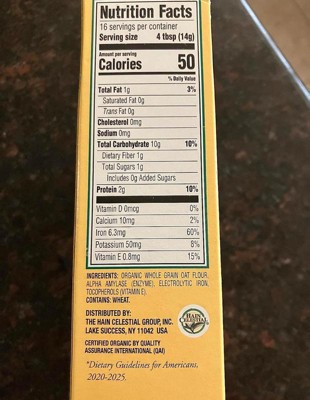 Nutrition Facts
16 servings per container
Serving size 4 tbsp (14g)
Amount per serving
Calories 50
% Daily Value
Total Fat 1g 3%
Saturated Fat 0g
Trans Fat 0g
Cholesterol 0mg
Sodium 0mg
Total Carbohydrate 10g 10%
Dietary Fiber 1g
Total Sugars 1g
Includes 0g Added Sugars
Protein 2g 10%
Vitamin D 0mcg 0%
Calcium 10mg 2%
Iron 6.3mg 60%
Potassium 50mg 8%
Vitamin E 0.8mg 15%
INGREDIENTS: ORGANIC WHOLE GRAIN OAT FLOUR,
ALPHA AMYLASE (ENZYME), ELECTROLYTIC IRON,
TOCOPHEROLS (VITAMIN E).
CONTAINS: WHEAT.
DISTRIBUTED BY:
THE HAIN CELESTIAL GROUP, INC.
LAKE SUCCESS, NY 11042 USA
HAIN
CELESTIAL
CERTIFIED ORGANIC BY QUALITY
ASSURANCE INTERNATIONAL (QAI)
*Dietary Guidelines for Americans,
2020-2025.